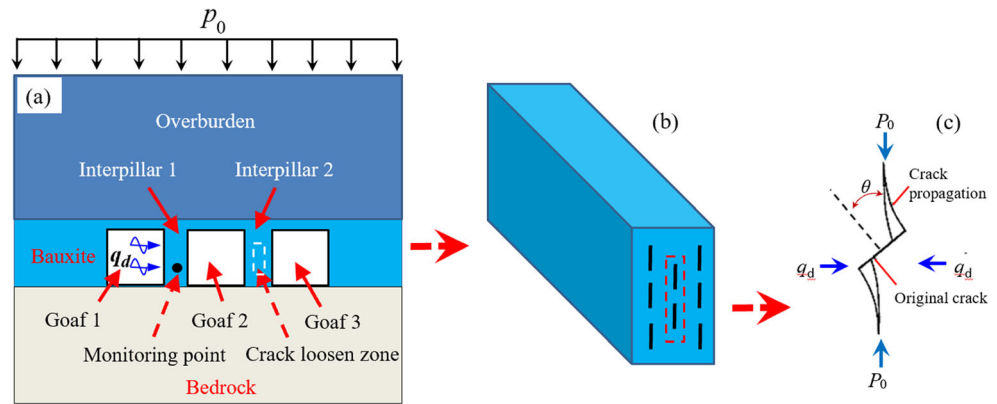 p0
(a)
Overburden
Interpillar 1
Interpillar 2
Bauxite
qd
Goaf 1
Goaf 2
Goaf 3
Monitoring point
Crack loosen zone
Bedrock
(b)
(c)
P0
θ
Crack
propagation
qd
qd
Original crack
P0